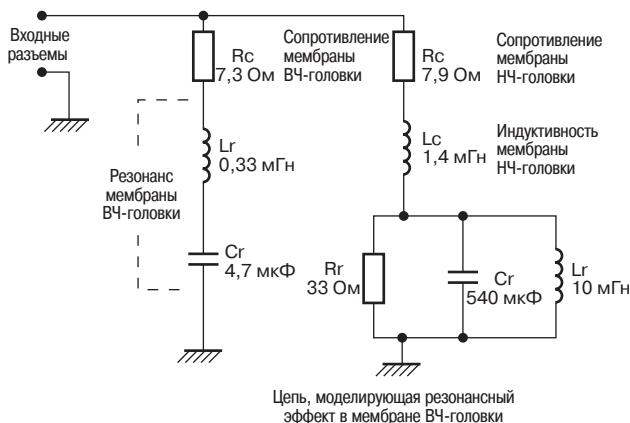 Входные
разъемы
Rc
7,3 Ом
Сопротивление
мембраны
ВЧ-головки
Rc
7,9 Ом
Сопротивление
мембраны
НЧ-головки
Резонанс
мембраны
ВЧ-головки
Lr
0,33 мГн
Lc
1,4 мГн
Индуктивность
мембраны
НЧ-головки
Cr
4,7 мкФ
Rr
33 Ом
Cr
540 мкФ
Lr
10 мГн
Цепь, моделирующая резонансный
эффект в мембране ВЧ-головки